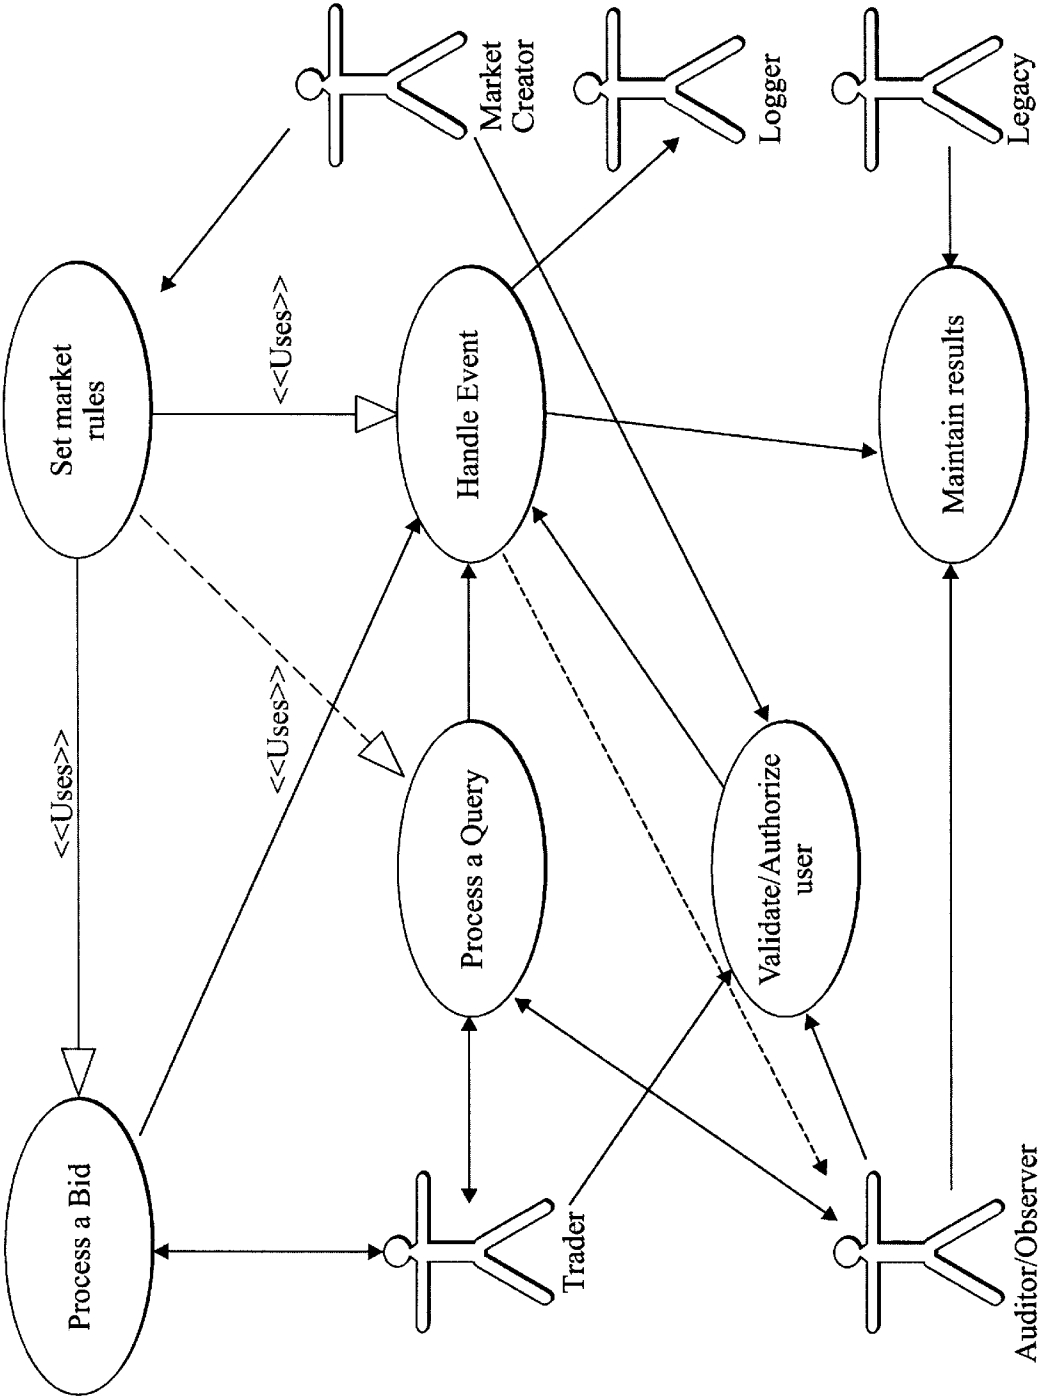 Process a Bid
<<Uses>>
Set market
rules
<<Uses>>
<<Uses>>
Market
Creator
Trader
Process a Query
Handle Event
Logger
Validate/Authorize
user
Auditor/Observer
Maintain results
Legacy